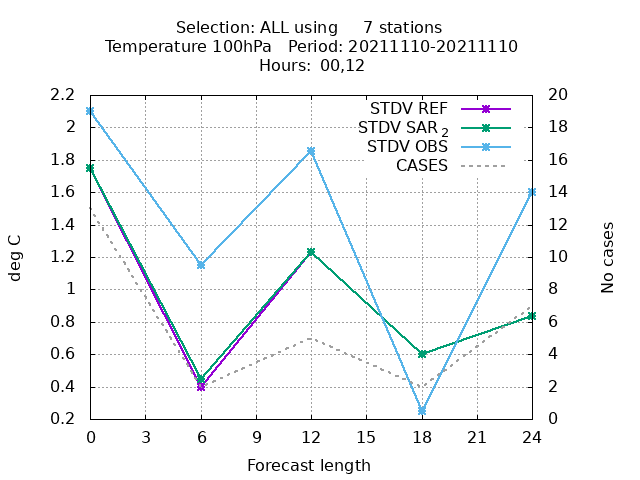 Selection: ALL using 7 stations
Temperature 100hPa Period: 20211110-20211110
Hours: 00,12
STDV REF
STDV SAR 2
STDV OBS
CASES
2.2
2
1.8
1.6
1.4
1.2
1
0.8
0.6
0.4
0.2
20
18
16
14
12
10
8
6
4
2
0
deg C
No cases
0 3 6 9 12 15 18 21 24
Forecast length